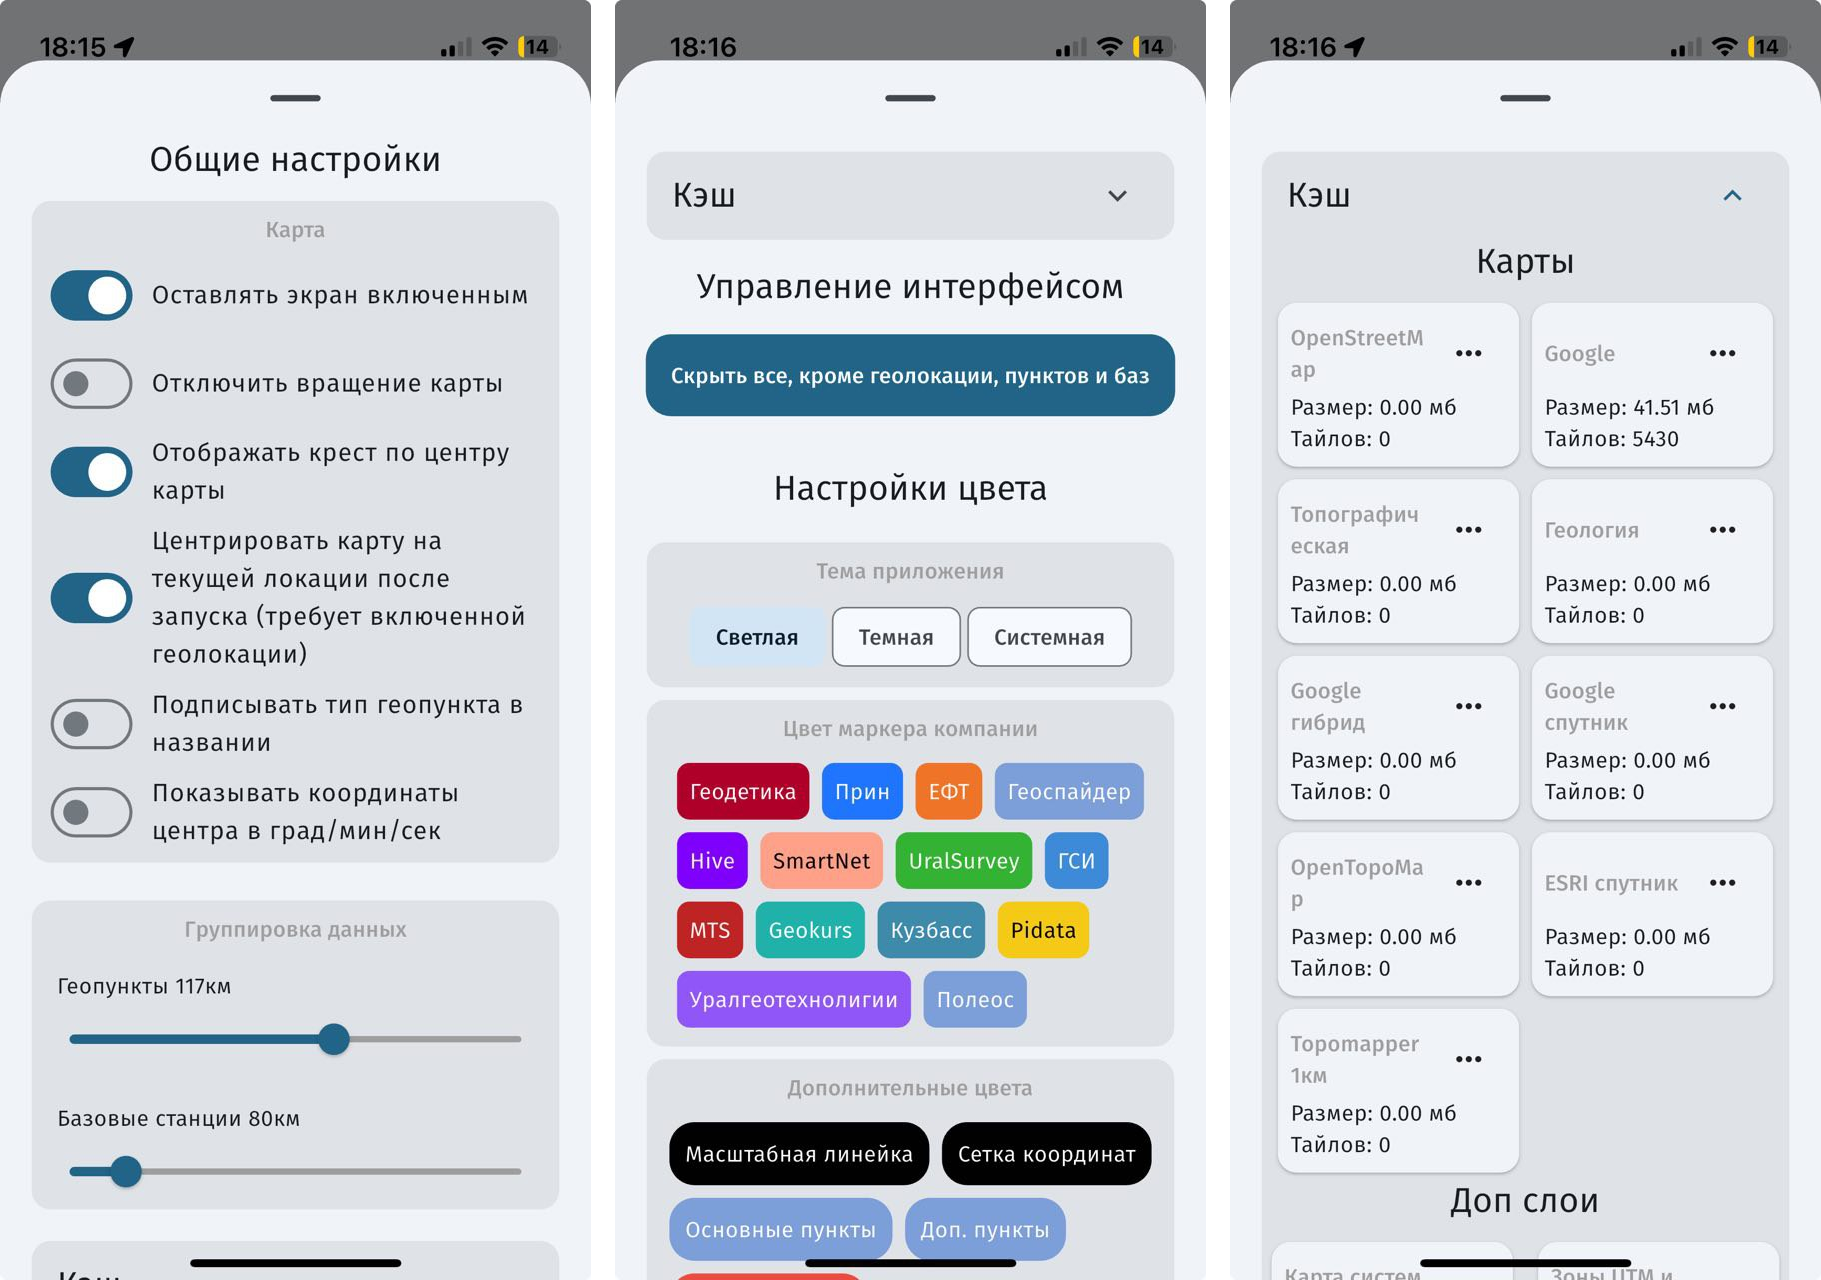 18:15
14
Общие настройки
Карта
Оставлять экран включенным
Отключить вращение карты
Отображать крест по центру
карты
Центрировать карту на
текущей локации после
запуска (требует включенной
геолокации)
Подписывать тип геопункта в
названии
Показывать координаты
центра в град/мин/сек
Группировка данных
Геопункты 117км
Базовые станции 80км
Кэш
18:16
14
Кэш
Управление интерфейсом
Скрыть все, кроме геолокации, пунктов и баз
Настройки цвета
Тема приложения
Светлая Темная Системная
Цвет маркера компании
Геодетика Прин ЕФТ Геоспайдер
Hive SmartNet UralSurvey ГСИ
MTS Geokurs Кузбасс Pidata
Уралгеотехнолигии Полеос
Дополнительные цвета
Масштабная линейка Сетка координат
Основные пункты Доп. пункты
18:16
14
Кэш
Карты
OpenStreetM
ap
Размер: 0.00 мб
Тайлов: 0
Google
Размер: 41.51 мб
Тайлов: 5430
Топографич
еская
Размер: 0.00 мб
Тайлов: 0
Геология
Размер: 0.00 мб
Тайлов: 0
Google
гибрид
Размер: 0.00 мб
Тайлов: 0
Google
спутник
Размер: 0.00 мб
Тайлов: 0
OpenTopoMa
p
Размер: 0.00 мб
Тайлов: 0
ESRI спутник
Размер: 0.00 мб
Тайлов: 0
Topomapper
1км
Размер: 0.00 мб
Тайлов: 0
Доп слои
Карта систем
Зоны UTM и